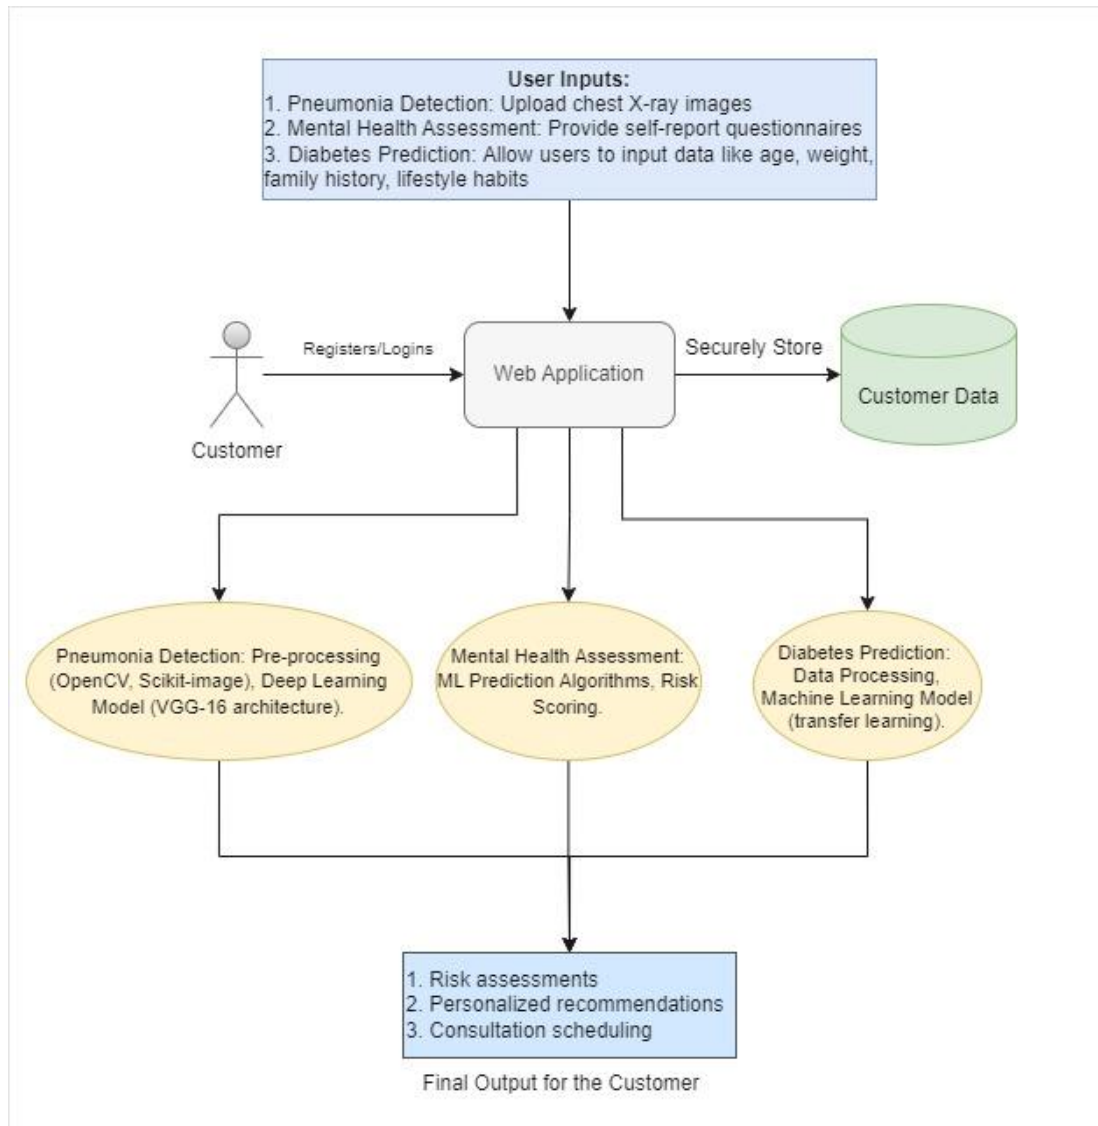 User Inputs:
1. Pneumonia Detection: Upload chest X-ray images
2. Mental Health Assessment: Provide self-report questionnaires
3. Diabetes Prediction: Allow users to input data like age, weight,
family history, lifestyle habits
Registers/Logins
Customer
Web Application
Securely Store
Customer Data
Pneumonia Detection: Pre-processing
(OpenCV, Scikit-image), Deep Learning
Model (VGG-16 architecture).
Mental Health Assessment:
ML Prediction Algorithms, Risk
Scoring.
Diabetes Prediction:
Data Processing,
Machine Learning Model
(transfer learning).
1. Risk assessments
2. Personalized recommendations
3. Consultation scheduling
Final Output for the Customer